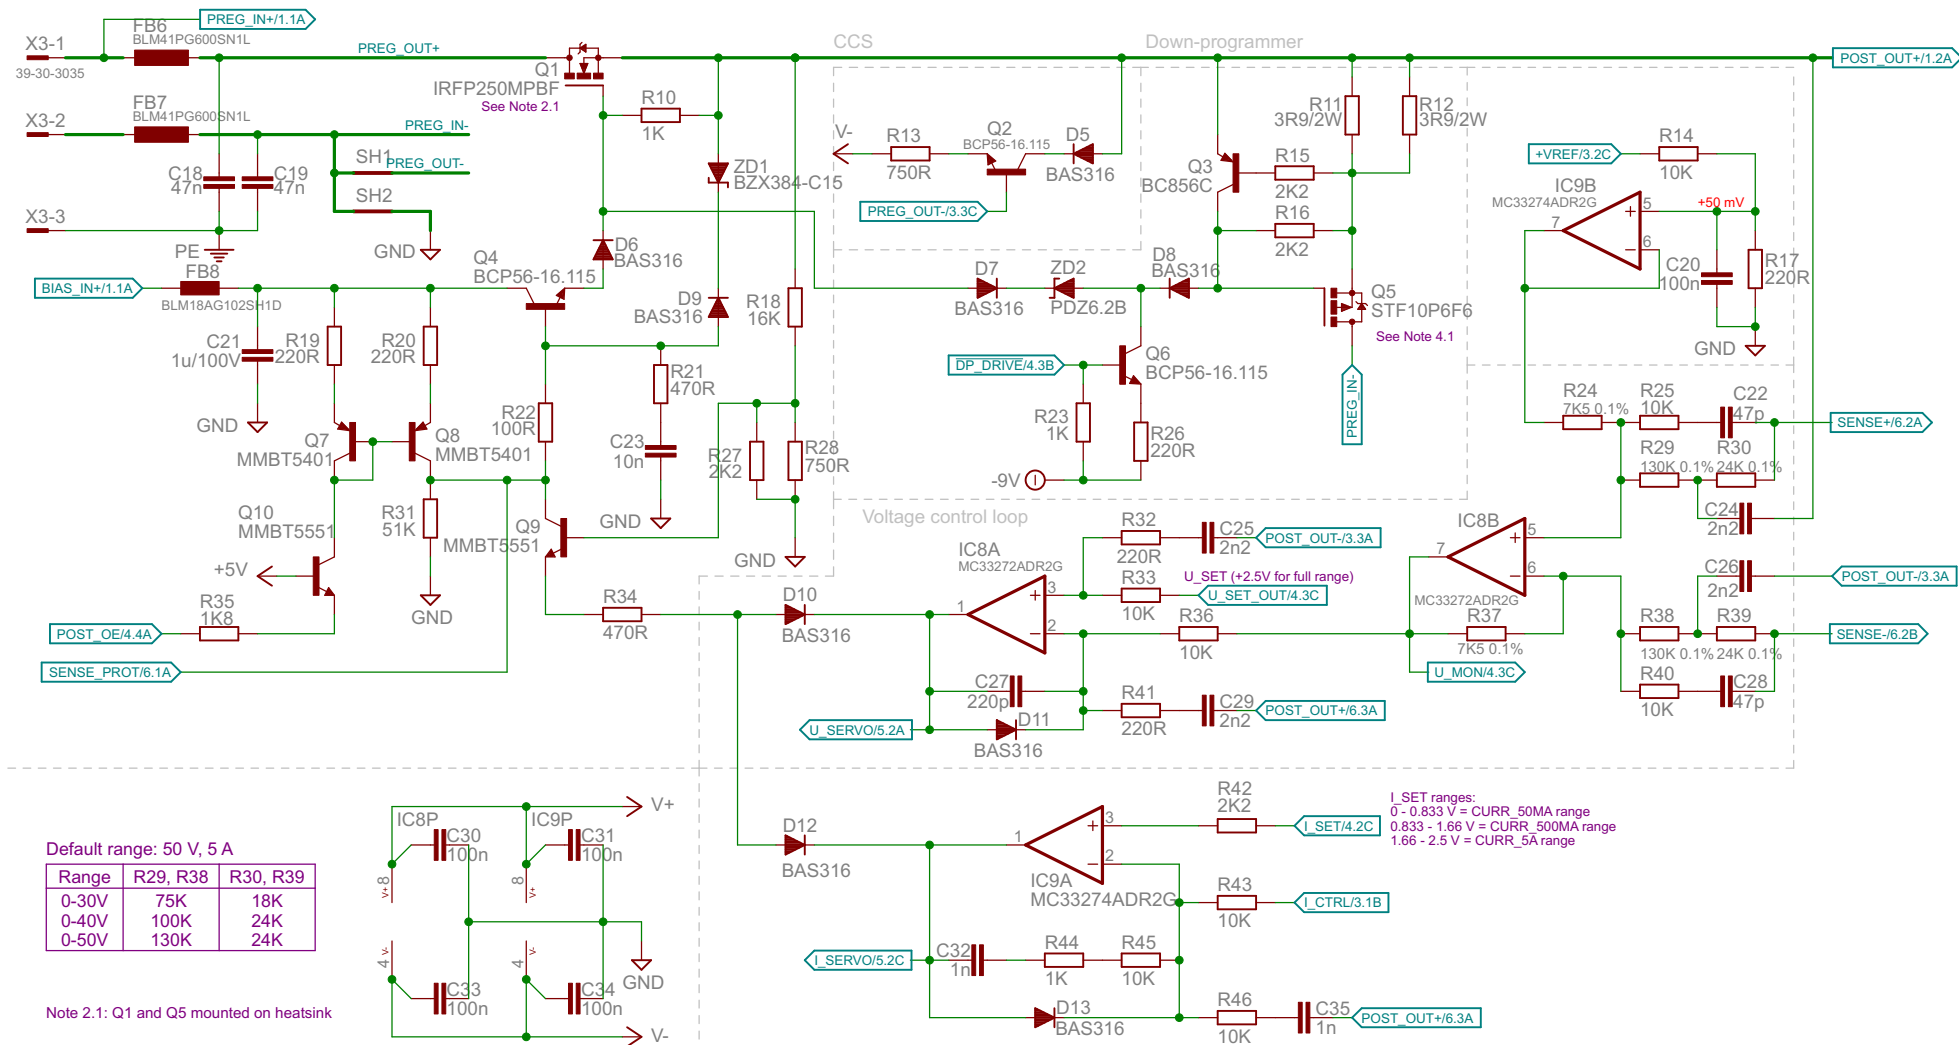 X3-1
39-30-3035
FB6
BLM41PG600SN1L
PREG_IN+/1.1A
PREG_OUT+
Q1
IRFP250MPBF
See Note 2.1
R10
1K
CCS
Down-programmer
POST_OUT+/1.2A
X3-2
FB7
BLM41PG600SN1L
PREG_IN-
SH1
PREG_OUT-
SH2
C18
47n
C19
47n
X3-3
PE
GND
ZD1
BZX384-C15
V-
R13
750R
Q2
BCP56-16.115
D5
BAS316
PREG_OUT-/3.3C
Q3
BC856C
R11
3R9/2W
R12
3R9/2W
R15
2K2
R16
2K2
+VREF/3.2C
R14
10K
IC9B
MC33274ADR2G
+50 mV
5
6
7
C20
100n
R17
220R
GND
BIAS_IN+/1.1A
FB8
BLM18AG102SH1D
Q4
BCP56-16.115
D6
BAS316
D9
BAS316
R18
16K
D7
BAS316
ZD2
PDZ6.2B
D8
BAS316
Q5
STF10P6F6
See Note 4.1
PREG_IN-
C21
1u/100V
GND
R19
220R
R20
220R
R21
470R
R22
100R
C23
10n
GND
R27
2K2
R28
750R
GND
DP_DRIVE/4.3B
Q6
BCP56-16.115
R23
1K
R26
220R
-9V
R24
7K5 0.1%
R25
10K
C22
47p
SENSE+/6.2A
R29
130K 0.1%
R30
24K 0.1%
C24
2n2
Q7
MMBT5401
Q8
MMBT5401
Q10
MMBT5551
R31
51K
GND
Q9
MMBT5551
+5V
R35
1K8
POST_OE/4.4A
SENSE_PROT/6.1A
R34
470R
Voltage control loop
IC8A
MC33272ADR2G
1
3
2
R32
220R
C25
2n2
POST_OUT-/3.3A
U_SET (+2.5V for full range)
R33
10K
U_SET_OUT/4.3C
R36
10K
IC8B
MC33272ADR2G
5
6
7
R37
7K5 0.1%
U_MON/4.3C
C26
2n2
POST_OUT-/3.3A
R38
130K 0.1%
R39
24K 0.1%
SENSE-/6.2B
R40
10K
C28
47p
D10
BAS316
C27
220p
D11
BAS316
U_SERVO/5.2A
R41
220R
C29
2n2
POST_OUT+/6.3A
Default range: 50 V, 5 A
Range R29, R38 R30, R39
0-30V 75K 18K
0-40V 100K 24K
0-50V 130K 24K
Note 2.1: Q1 and Q5 mounted on heatsink
IC8P
C30
100n
IC9P
C31
100n
V+
8
V+
8
V+
4
V-
4
V-
C33
100n
C34
100n
GND
V-
D12
BAS316
IC9A
MC33274ADR2G
1
3
2
R42
2K2
I_SET/4.2C
I_SET ranges:
0 - 0.833 V = CURR_50MA range
0.833 - 1.66 V = CURR_500MA range
1.66 - 2.5 V = CURR_5A range
R43
10K
I_CTRL/3.1B
I_SERVO/5.2C
C32
1n
R44
1K
R45
10K
D13
BAS316
R46
10K
C35
1n
POST_OUT+/6.3A